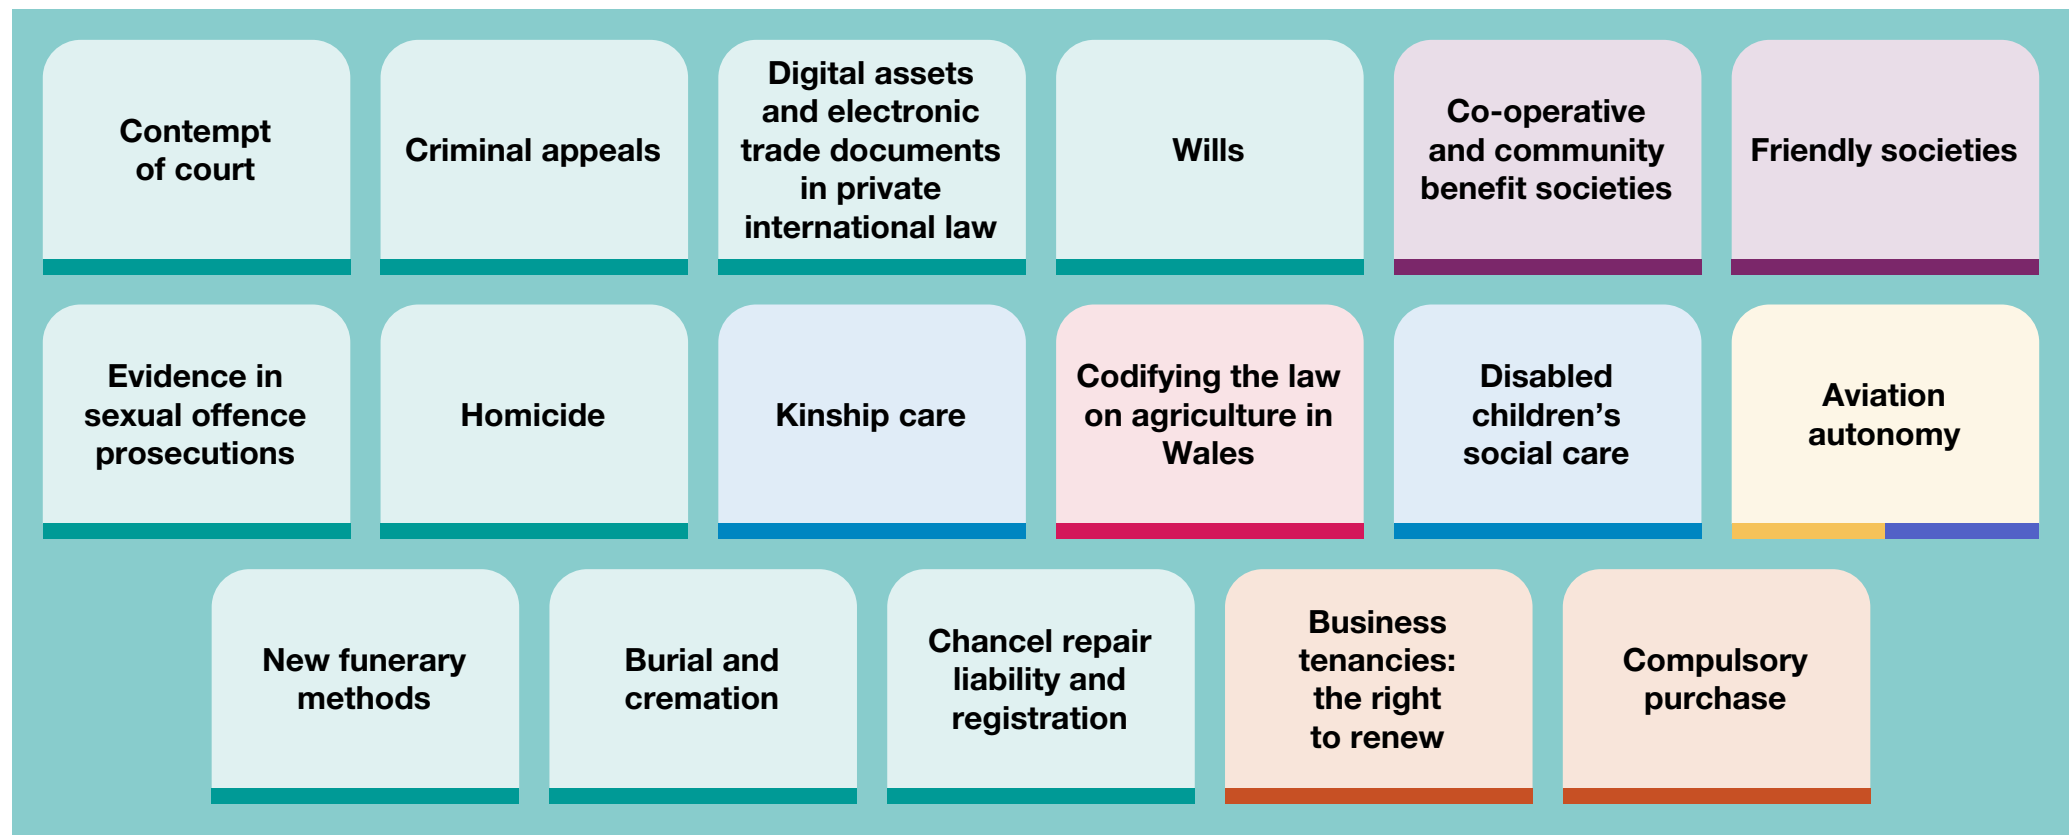 Contempt
of court
Criminal appeals
Digital assets
and electronic
trade documents
in private
international law
Wills
Co-operative
and community
benefit societies
Friendly societies
Evidence in
sexual offence
prosecutions
Homicide
Kinship care
Codifying the law
on agriculture in
Wales
Disabled
children’s
social care
Aviation
autonomy
New funerary
methods
Burial and
cremation
Chancel repair
liability and
registration
Business
tenancies:
the right
to renew
Compulsory
purchase